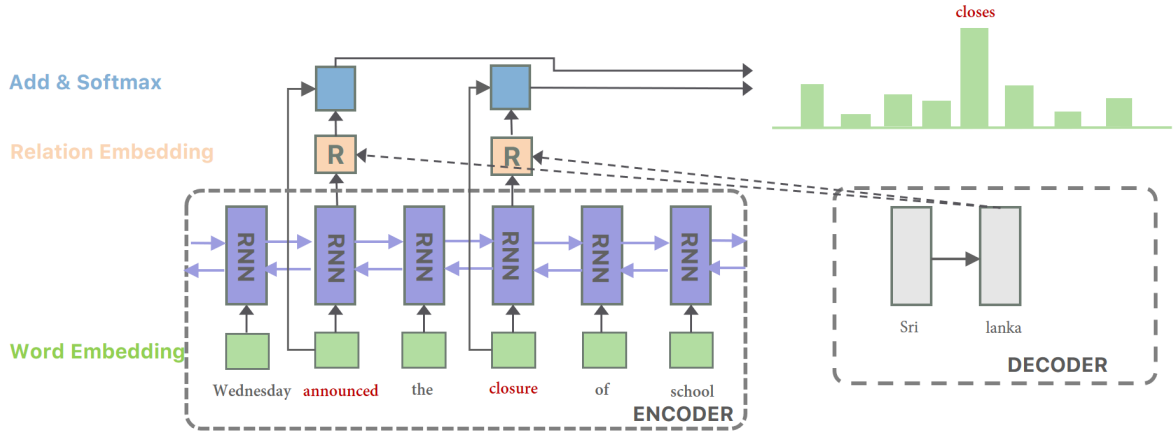 closes
Add & Softmax
Relation Embedding
R
R
RNN
RNN
RNN
RNN
RNN
RNN
Sri
lanka
Word Embedding
DECODER
Wednesday announced the closure of school
ENCODER